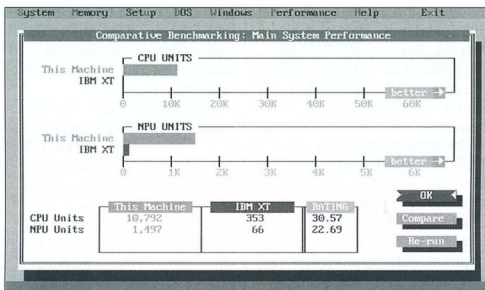 System Memory Setup DOS Windows Performance Help Exit
Comparative Benchmarking: Main System Performance
CPU UNITS
This Machine
IBM XT
0 10K 20K 30K 40K 50K 60K
better →
NPU UNITS
This Machine
IBM XT
0 1K 2K 3K 4K 5K 6K
better →
This Machine IBM XT RATING
CPU Units 10,792 353 30.57
NPU Units 1,497 66 22.69
OK
Compare
Re-run